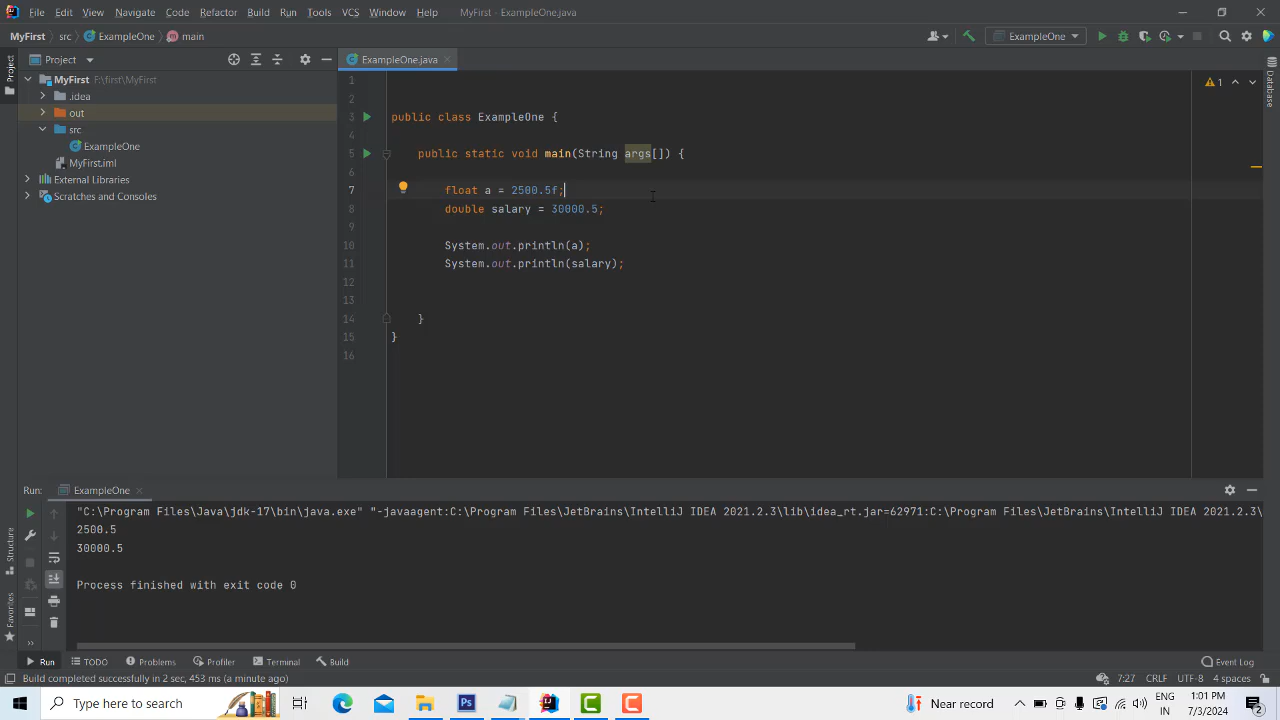 File Edit View Navigate Code Refactor Build Run Tools VCS Window Help MyFirst - ExampleOne.java
MyFirst src ExampleOne main ExampleOne
Project ExampleOne.java
MyFirst F:\first\MyFirst
.idea
out
src
ExampleOne
MyFirst.iml
External Libraries
Scratches and Consoles
Project
Structure
Favorites
Database
1
1
2
3 public class ExampleOne {
4
5 public static void main(String args[]) {
6
7 float a = 2500.5f;
8 double salary = 30000.5;
9
10 System.out.println(a);
11 System.out.println(salary);
12
13
14 }
15 }
16
Run: ExampleOne
"C:\Program Files\Java\jdk-17\bin\java.exe" "-javaagent:C:\Program Files\JetBrains\IntelliJ IDEA 2021.2.3\lib\idea_rt.jar=62971:C:\Program Files\JetBrains\IntelliJ IDEA 2021.2.3\
2500.5
30000.5
Process finished with exit code 0
Run TODO Problems Profiler Terminal Build Event Log
Build completed successfully in 2 sec, 453 ms (a minute ago) 7:27 CRLF UTF-8 4 spaces
Type here to search Ps Near record ENG 1:01 PM
IN 7/3/2024 2